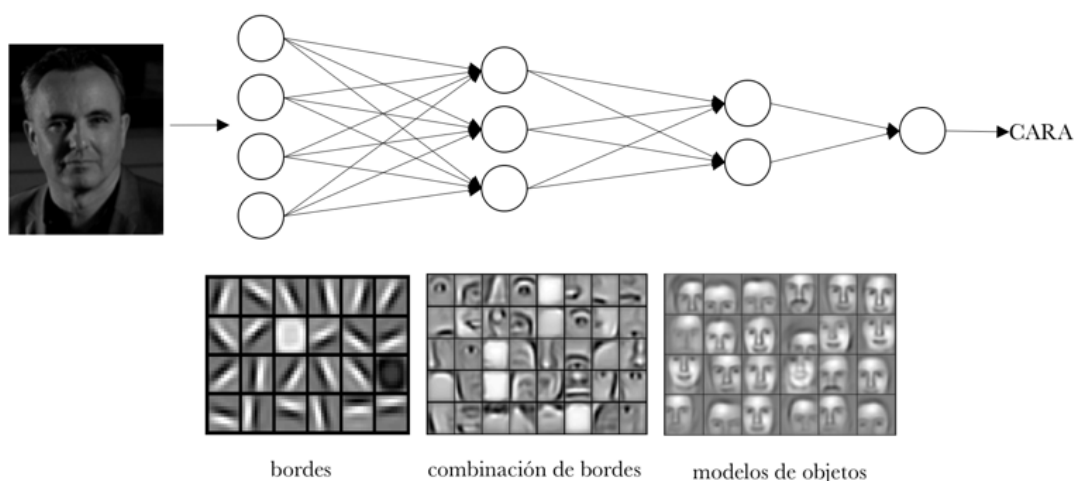 CARA
bordes
combinación de bordes
modelos de objetos